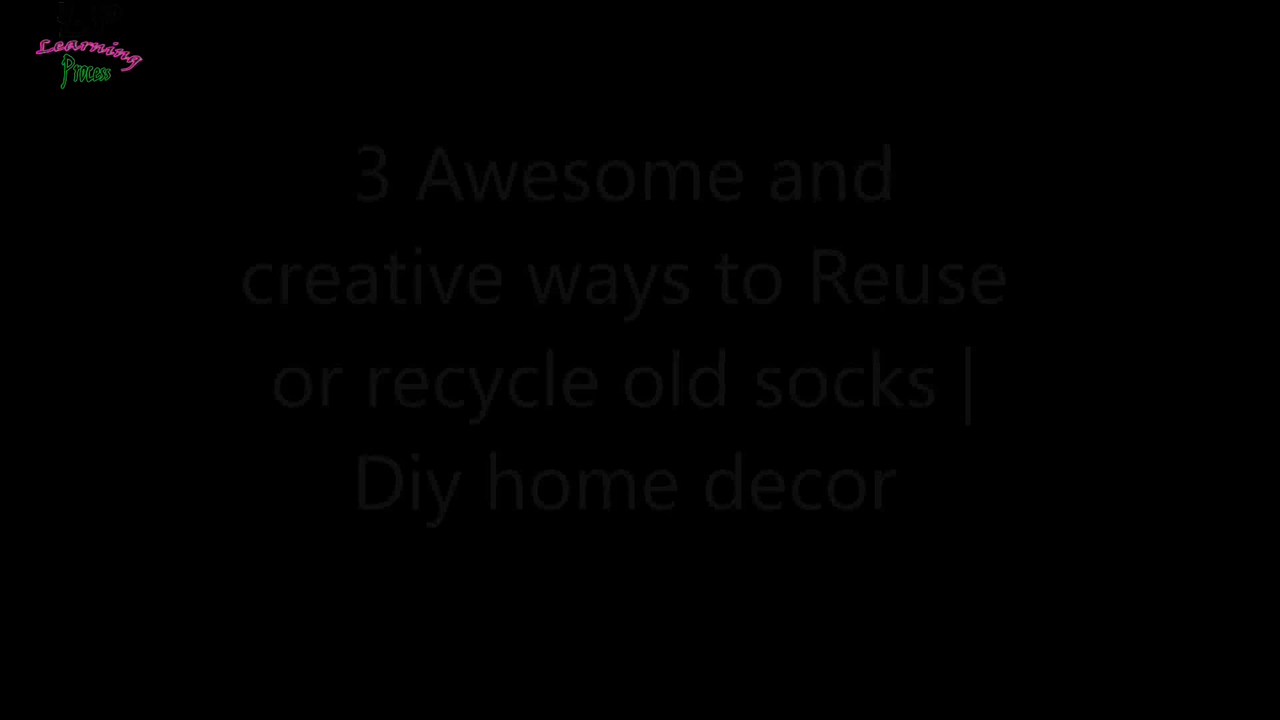 Learning
Process
3 Awesome and
creative ways to Reuse
or recycle old socks |
Diy home decor